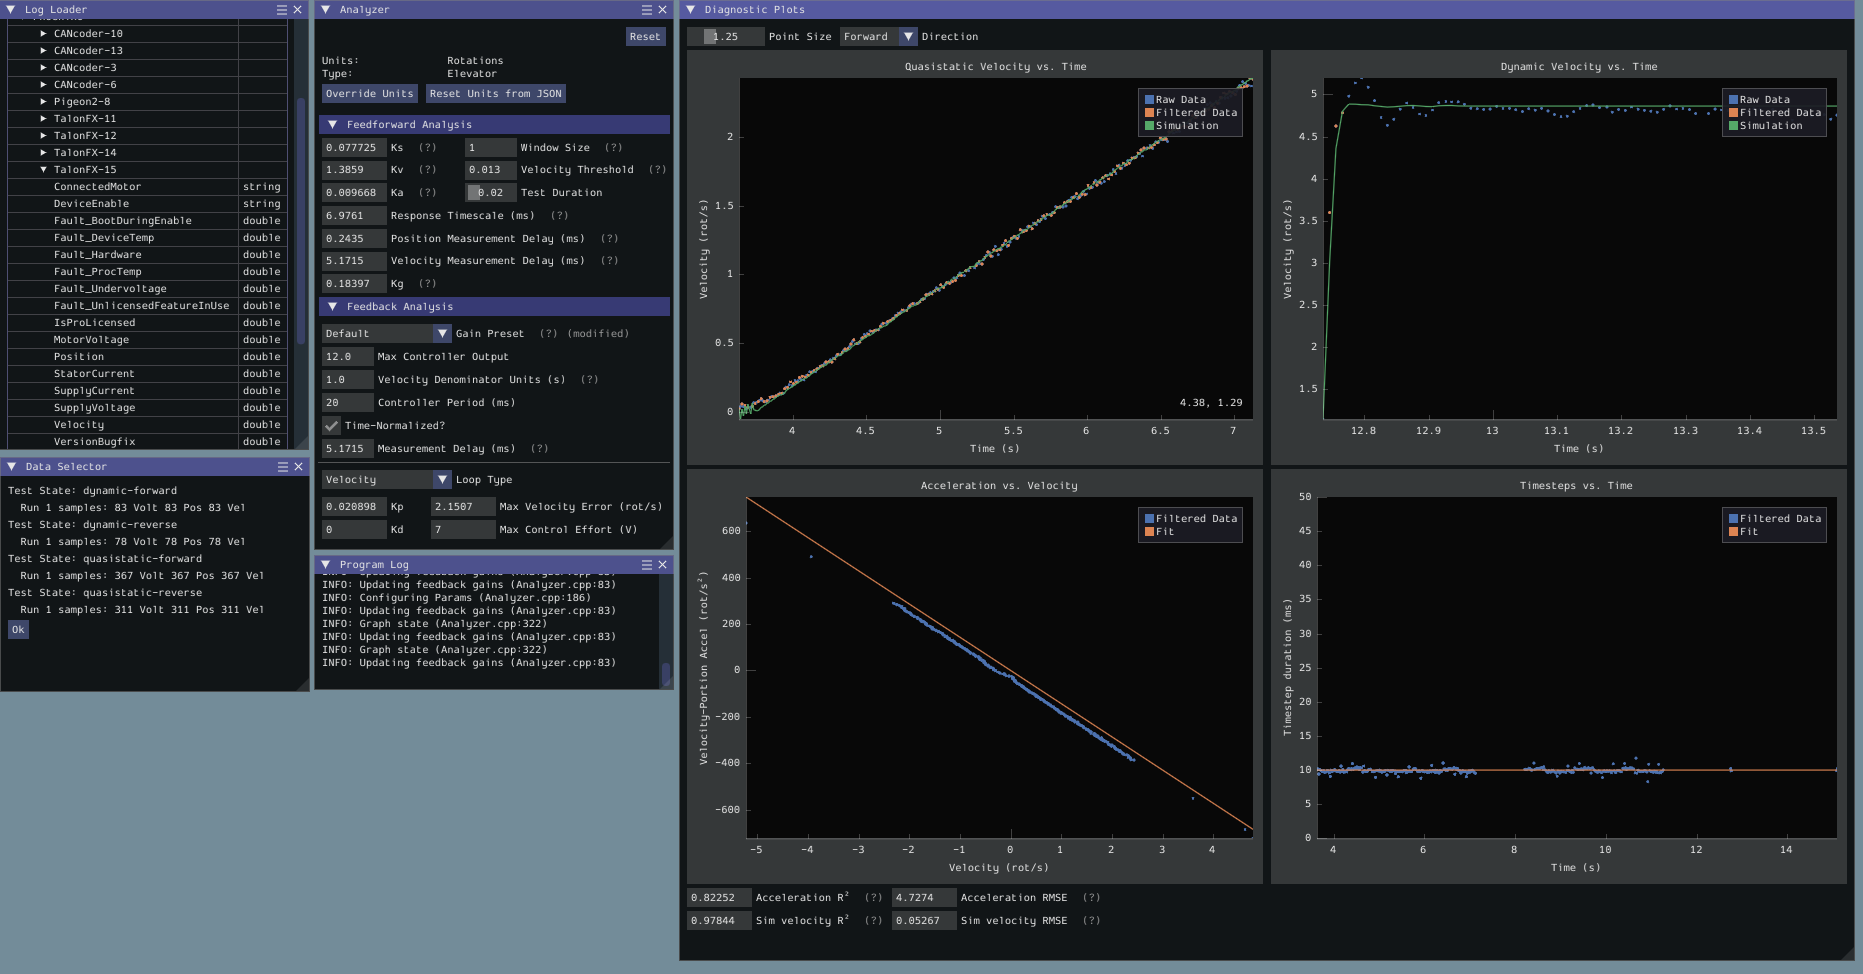 Log Loader
CANcoder-10
CANcoder-13
CANcoder-3
CANcoder-6
Pigeon2-8
TalonFX-11
TalonFX-12
TalonFX-14
TalonFX-15
ConnectedMotor string
DeviceEnable string
Fault_BootDuringEnable double
Fault_DeviceTemp double
Fault_Hardware double
Fault_ProcTemp double
Fault_Undervoltage double
Fault_UnlicensedFeatureInUse double
IsProLicensed double
MotorVoltage double
Position double
StatorCurrent double
SupplyCurrent double
SupplyVoltage double
Velocity double
VersionBugfix double
Data Selector
Test State: dynamic-forward
Run 1 samples: 83 Volt 83 Pos 83 Vel
Test State: dynamic-reverse
Run 1 samples: 78 Volt 78 Pos 78 Vel
Test State: quasistatic-forward
Run 1 samples: 367 Volt 367 Pos 367 Vel
Test State: quasistatic-reverse
Run 1 samples: 311 Volt 311 Pos 311 Vel
Ok
Analyzer
Reset
Units: Rotations
Type: Elevator
Override Units Reset Units from JSON
Feedforward Analysis
0.077725 Ks (?) 1 Window Size (?)
1.3859 Kv (?) 0.013 Velocity Threshold (?)
0.009668 Ka (?) 0.02 Test Duration
6.9761 Response Timescale (ms) (?)
0.2435 Position Measurement Delay (ms) (?)
5.1715 Velocity Measurement Delay (ms) (?)
0.18397 Kg (?)
Feedback Analysis
Default Gain Preset (?) (modified)
12.0 Max Controller Output
1.0 Velocity Denominator Units (s) (?)
20 Controller Period (ms)
Time-Normalized?
5.1715 Measurement Delay (ms) (?)
Velocity Loop Type
0.020898 Kp 2.1507 Max Velocity Error (rot/s)
0 Kd 7 Max Control Effort (V)
Program Log
INFO: Updating feedback gains (Analyzer.cpp:83)
INFO: Configuring Params (Analyzer.cpp:186)
INFO: Updating feedback gains (Analyzer.cpp:83)
INFO: Graph state (Analyzer.cpp:322)
INFO: Updating feedback gains (Analyzer.cpp:83)
INFO: Graph state (Analyzer.cpp:322)
INFO: Updating feedback gains (Analyzer.cpp:83)
Diagnostic Plots
1.25 Point Size Forward Direction
Quasistatic Velocity vs. Time
Raw Data
Filtered Data
Simulation
Velocity (rot/s)
2
1.5
1
0.5
0
4.38, 1.29
4 4.5 5 5.5 6 6.5 7
Time (s)
Dynamic Velocity vs. Time
Raw Data
Filtered Data
Simulation
Velocity (rot/s)
5
4.5
4
3.5
3
2.5
2
1.5
12.8 12.9 13 13.1 13.2 13.3 13.4 13.5
Time (s)
Acceleration vs. Velocity
Filtered Data
Fit
Velocity-Portion Accel (rot/s²)
600
400
200
0
−200
−400
−600
−5 −4 −3 −2 −1 0 1 2 3 4
Velocity (rot/s)
Timesteps vs. Time
Filtered Data
Fit
Timestep duration (ms)
50
45
40
35
30
25
20
15
10
5
0
4 6 8 10 12 14
Time (s)
0.82252 Acceleration R² (?) 4.7274 Acceleration RMSE (?)
0.97844 Sim velocity R² (?) 0.05267 Sim velocity RMSE (?)